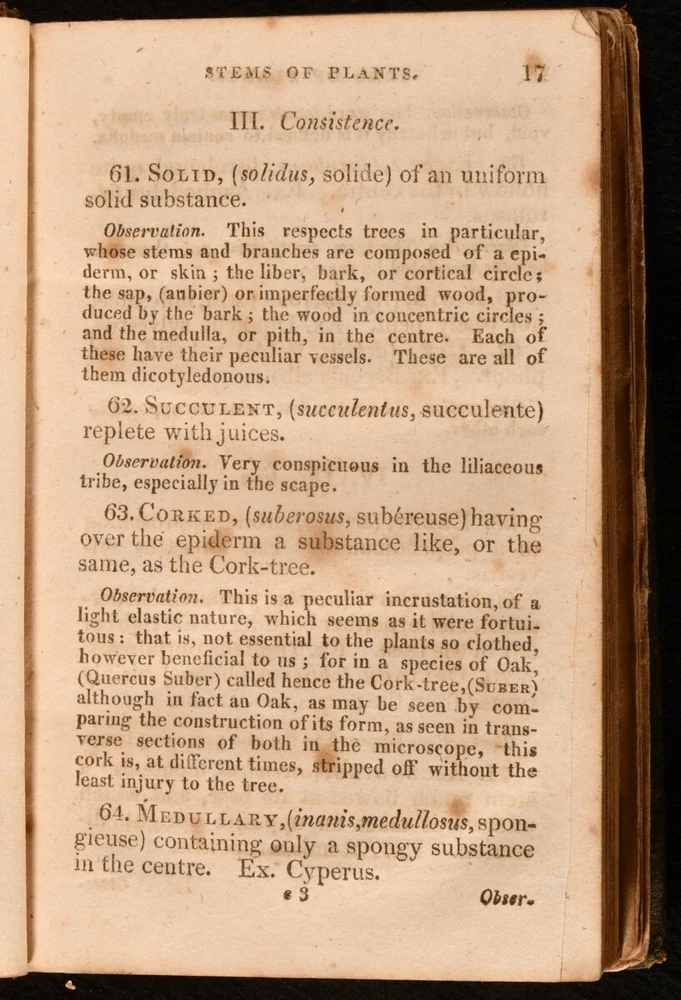 STEMS OF PLANTS. 17
III. Consistence.
61. SOLID, (solidus, solide) of an uniform
solid substance.
Observation. This respects trees in particular,
whose stems and branches are composed of a epi-
derm, or skin ; the liber, bark, or cortical circle;
the sap, (aubier) or imperfectly formed wood, pro-
duced by the bark ; the wood in concentric circles ;
and the medulla, or pith, in the centre. Each of
these have their peculiar vessels. These are all of
them dicotyledonous.
62. SUCCULENT, (succulentus, succulente)
replete with juices.
Observation. Very conspicuous in the liliaceous
tribe, especially in the scape.
63. CORKED, (suberosus, subéreuse) having
over the epiderm a substance like, or the
same, as the Cork-tree.
Observation. This is a peculiar incrustation, of a
light elastic nature, which seems as it were fortui-
tous : that is, not essential to the plants so clothed,
however beneficial to us ; for in a species of Oak,
(Quercus Suber) called hence the Cork-tree, (SUBER)
although in fact an Oak, as may be seen by com-
paring the construction of its form, as seen in trans-
verse sections of both in the microscope, this
cork is, at different times, stripped off without the
least injury to the tree.
64. MEDULLARY, (inanis, medullosus, spon-
gieuse) containing only a spongy substance
in the centre. Ex. Cyperus.
3 Obser-